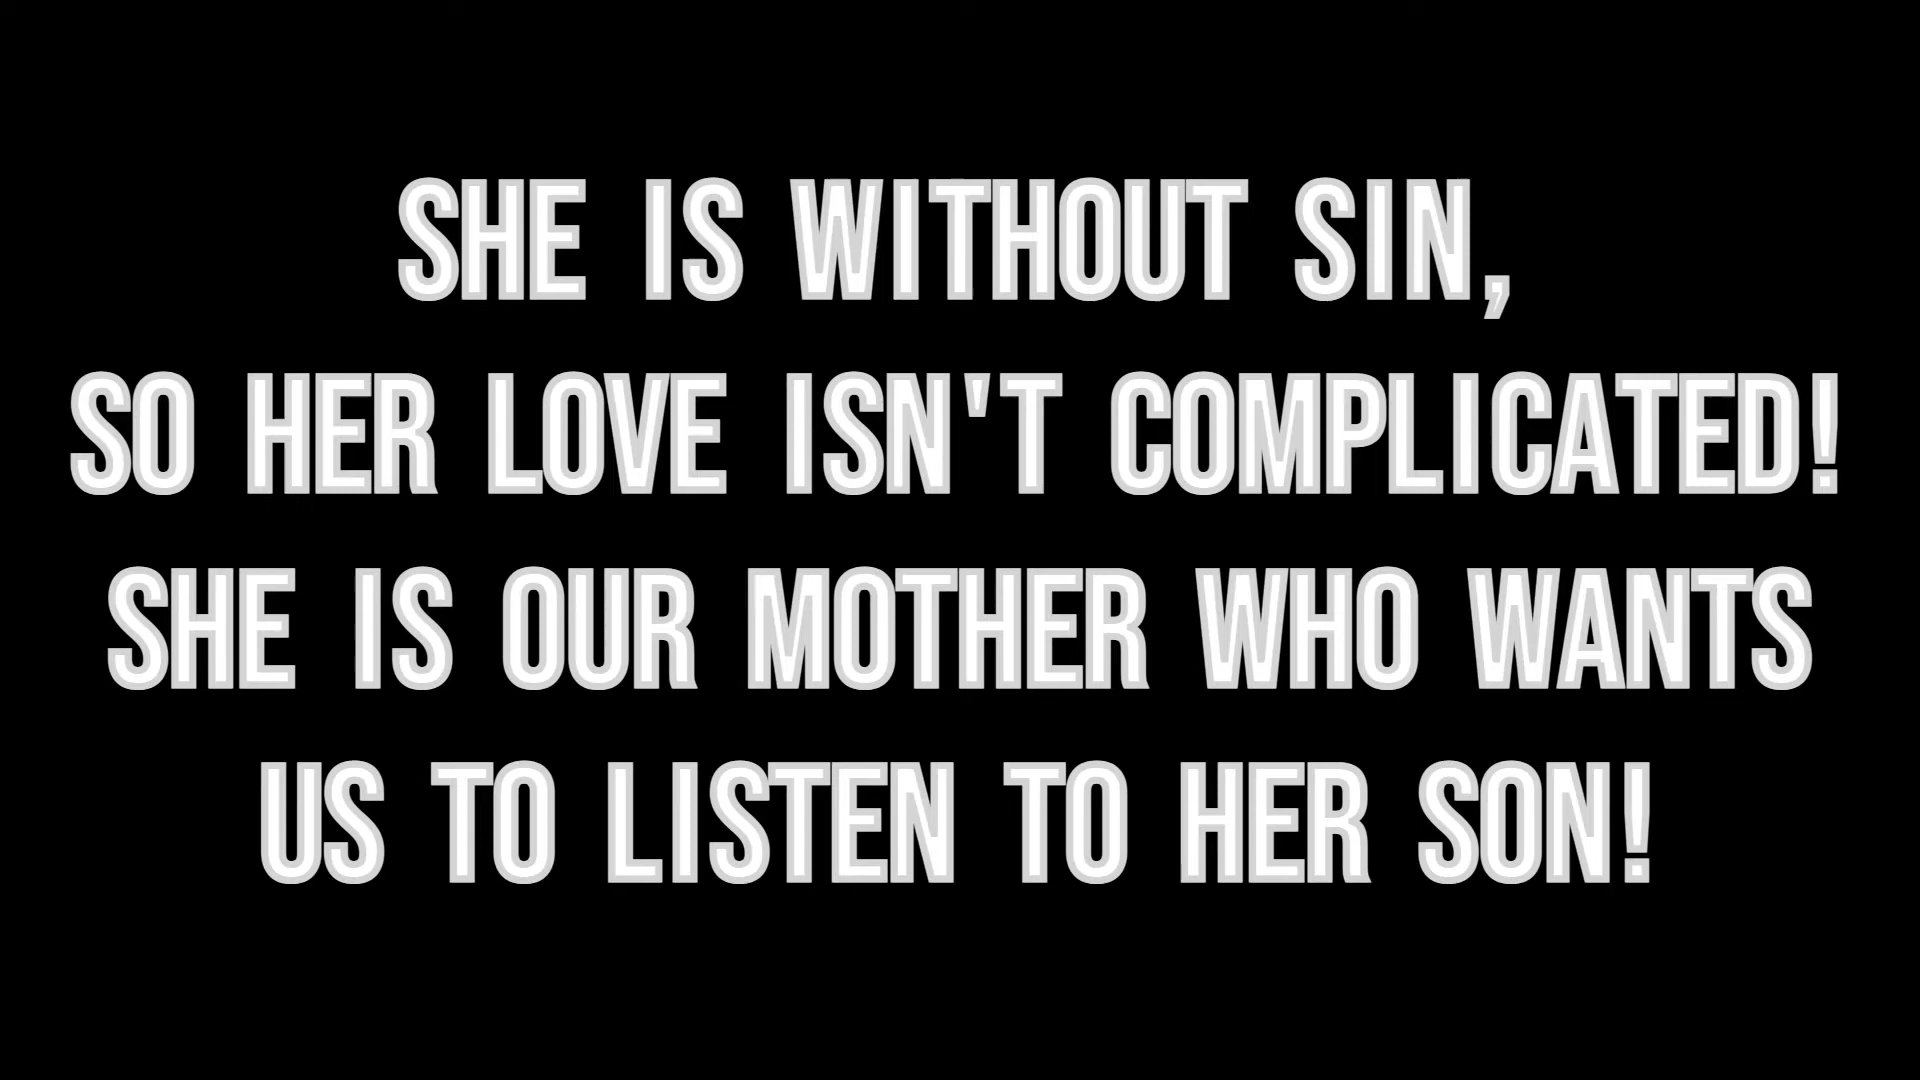 SHE IS WITHOUT SIN,
SO HER LOVE ISN'T COMPLICATED!
SHE IS OUR MOTHER WHO WANTS
US TO LISTEN TO HER SON!